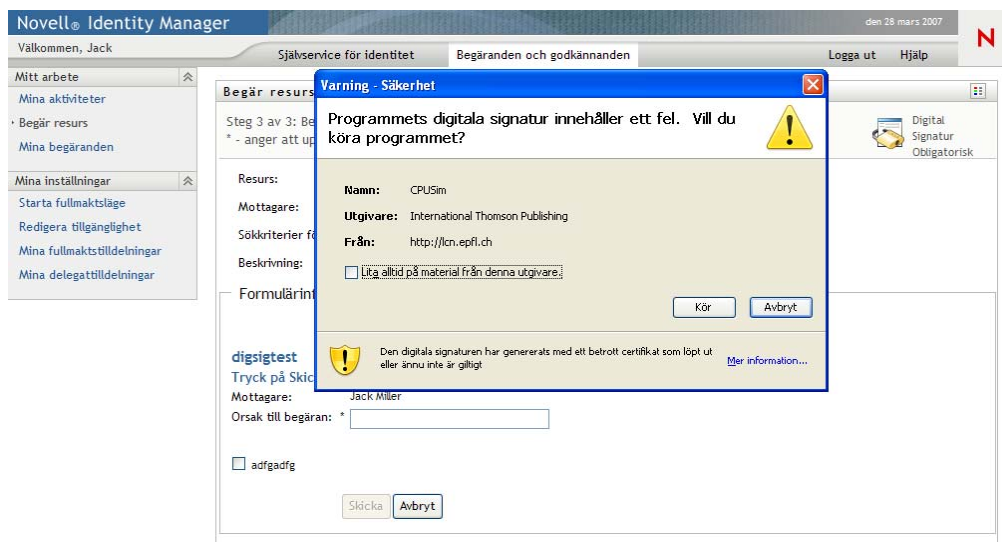 Novell® Identity Manager
den 28 mars 2007
N
Välkommen, Jack
Självservice för identitet
Begäranden och godkännanden
Logga ut
Hjälp
Mitt arbete
Mina aktiviteter
Begär resurs
Mina begäranden
Mina inställningar
Starta fullmaktsläge
Redigera tillgänglighet
Mina fullmaktstilldelningar
Mina delegattilldelningar
Begär resurs
Steg 3 av 3: Be
* - anger att up
Digital
Signatur
Obligatorisk
Resurs:
Mottagare:
Sökkriterier fö
Beskrivning:
Formulärinf
Varning - Säkerhet
Programmets digitala signatur innehåller ett fel. Vill du
köra programmet?
Namn: CPUSim
Utgivare: International Thomson Publishing
Från: http://lcn.epfl.ch
Lita alltid på material från denna utgivare.
Kör
Avbryt
Den digitala signaturen har genererats med ett betrott certifikat som löpt ut
eller ännu inte är giltigt
Mer information...
digsigtest
Tryck på Skic
Mottagare: Jack Miller
Orsak till begäran: *
adfgadfg
Skicka
Avbryt